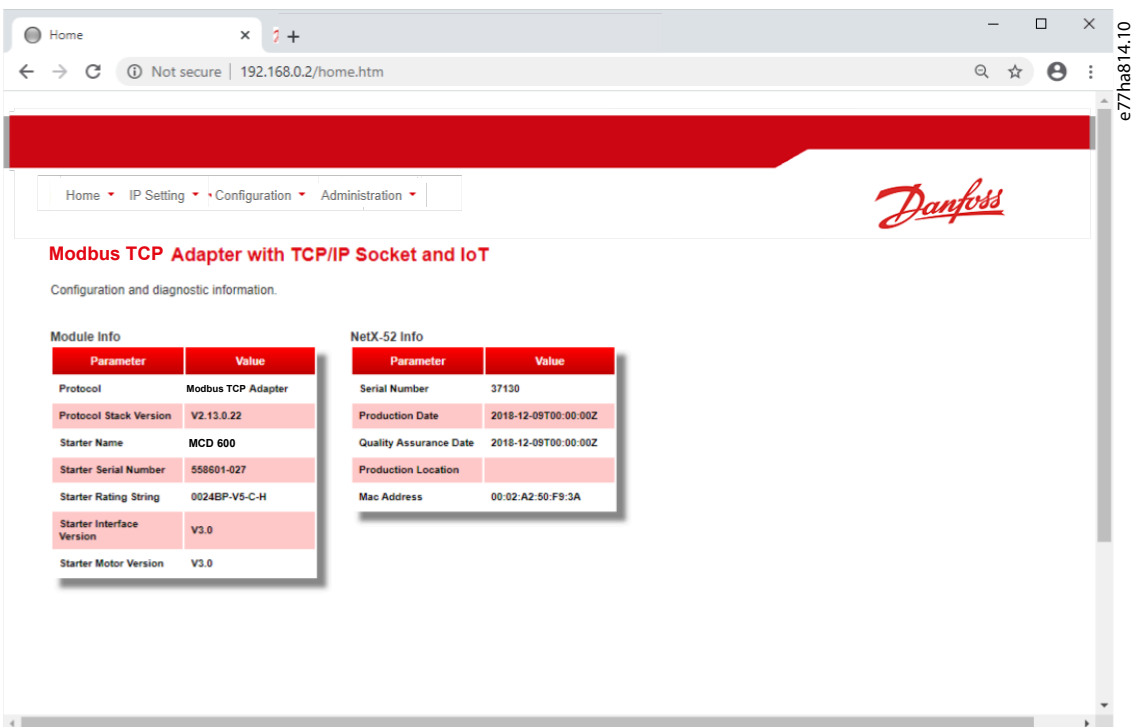 Home
Not secure
192.168.0.2/home.htm
e77ha814.10
Home IP Setting Configuration Administration
Danfoss
Modbus TCP Adapter with TCP/IP Socket and IoT
Configuration and diagnostic information.
Module Info
Parameter Value
Protocol Modbus TCP Adapter
Protocol Stack Version V2.13.0.22
Starter Name MCD 600
Starter Serial Number 558601-027
Starter Rating String 0024BP-V5-C-H
Starter Interface
Version V3.0
Starter Motor Version V3.0
NetX-52 Info
Parameter Value
Serial Number 37130
Production Date 2018-12-09T00:00:00Z
Quality Assurance Date 2018-12-09T00:00:00Z
Production Location
Mac Address 00:02:A2:50:F9:3A